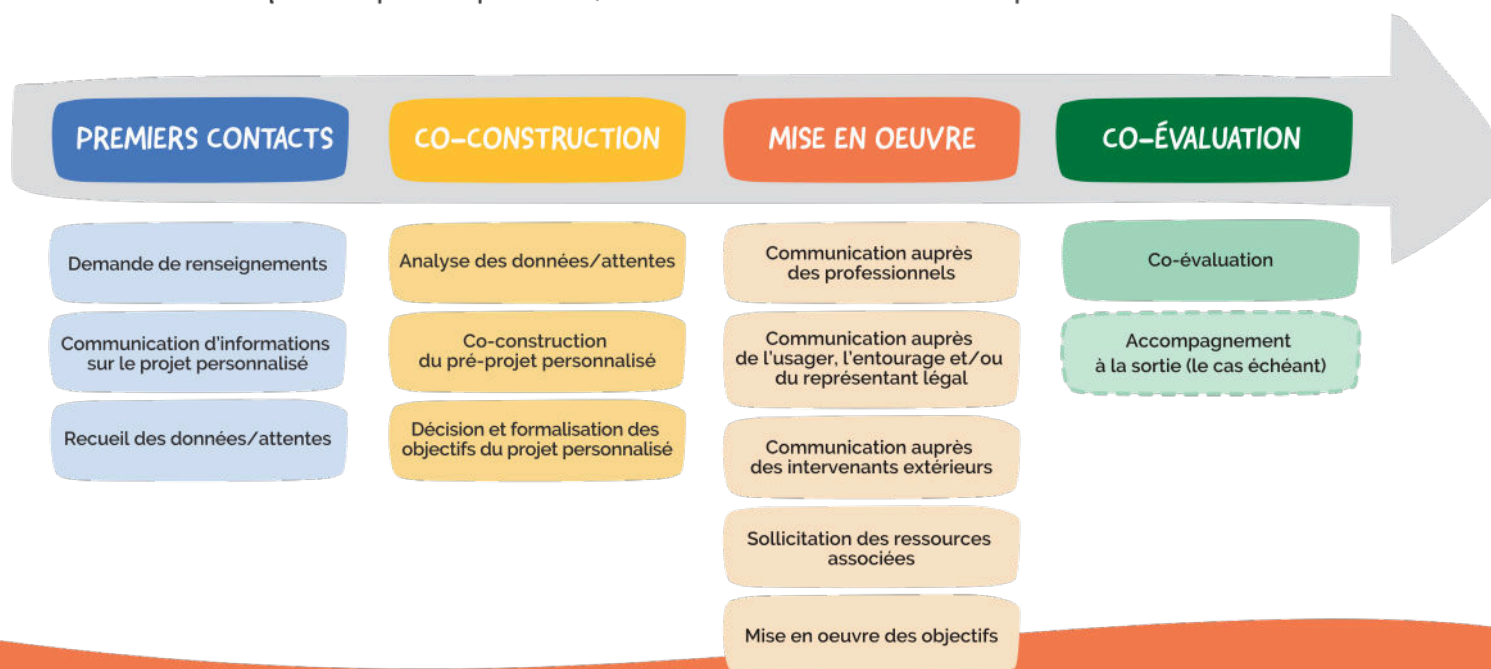 PREMIERS CONTACTS
CO-CONSTRUCTION
MISE EN OEUVRE
CO-ÉVALUATION
Demande de renseignements
Communication d'informations
sur le projet personnalisé
Recueil des données/attentes
Analyse des données/attentes
Co-construction
du pré-projet personnalisé
Décision et formalisation des
objectifs du projet personnalisé
Communication auprès
des professionnels
Communication auprès
de l'usager, l'entourage et/ou
du représentant légal
Communication auprès
des intervenants extérieurs
Sollicitation des ressources
associées
Mise en oeuvre des objectifs
Co-évaluation
Accompagnement
à la sortie (le cas échéant)